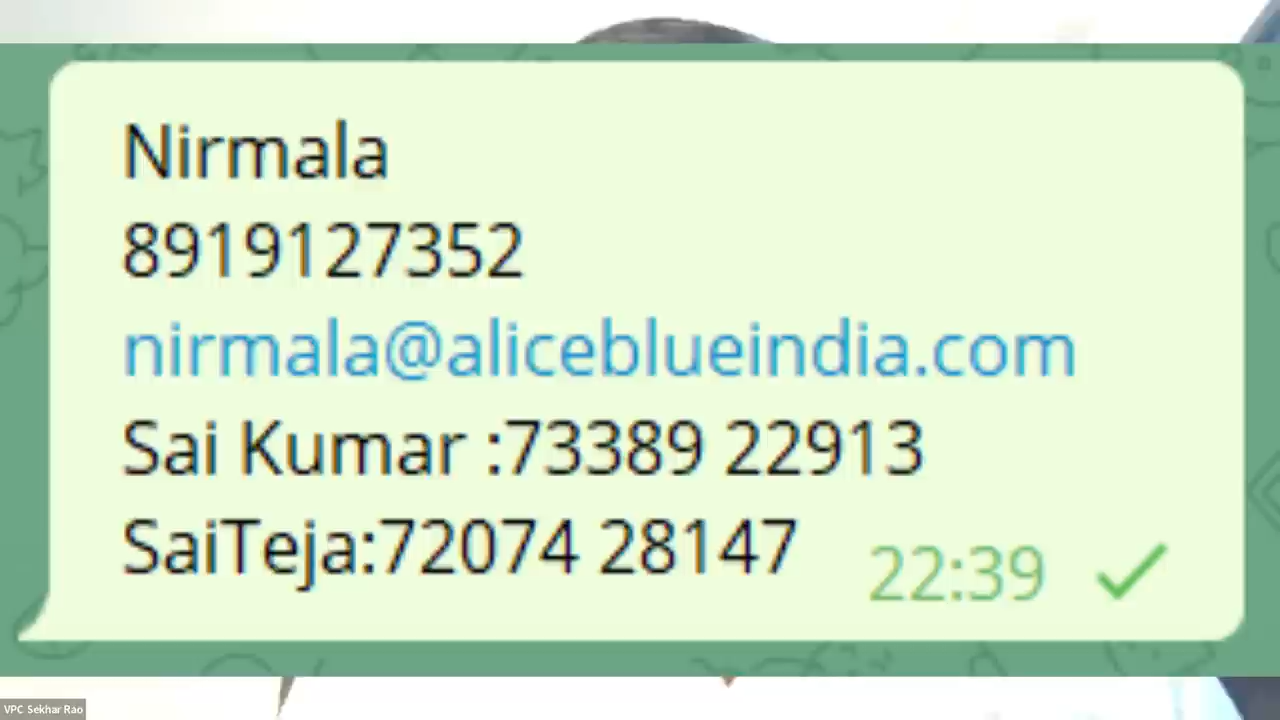 Nirmala
8919127352
nirmala@aliceblueindia.com
Sai Kumar :73389 22913
SaiTeja:72074 28147
22:39
VPC Sekhar Rao